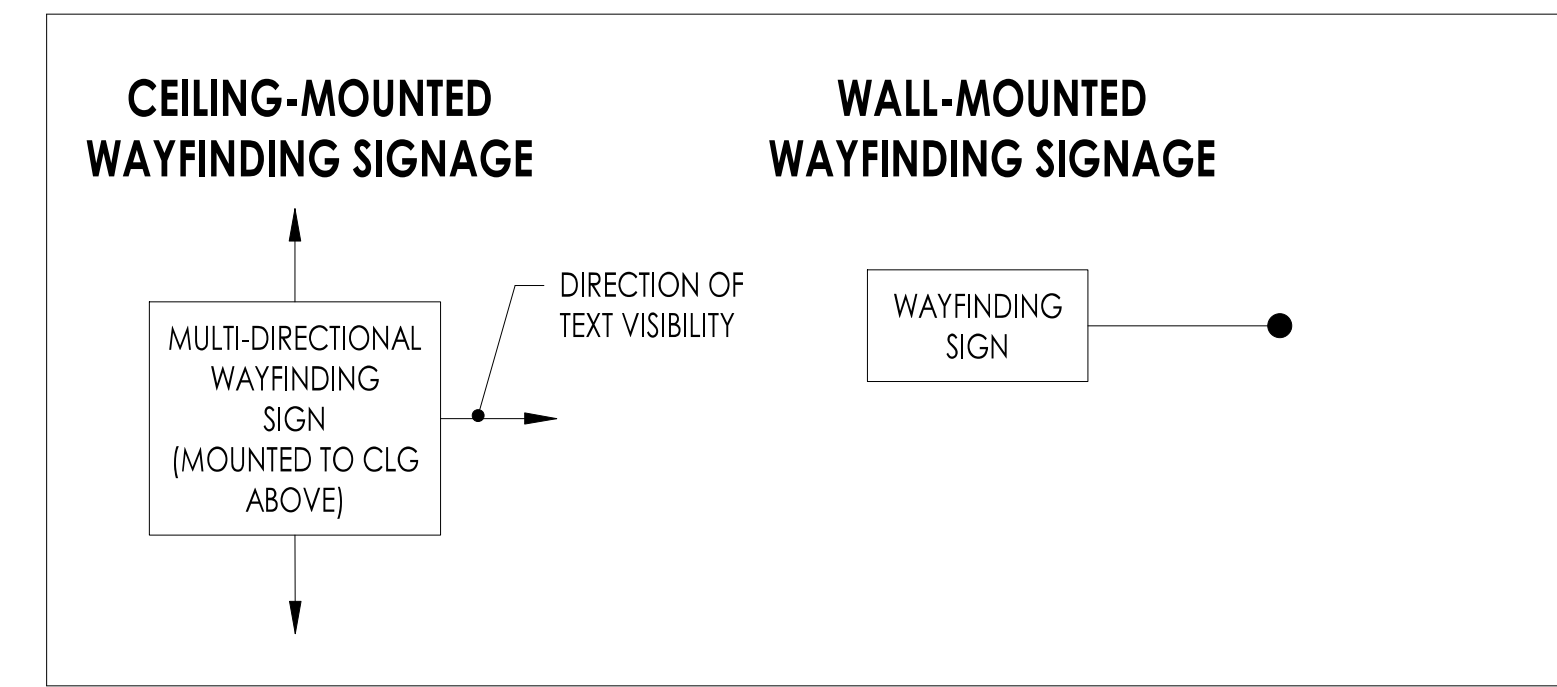 CEILING-MOUNTED
WAYFINDING SIGNAGE
MULTI-DIRECTIONAL
WAYFINDING
SIGN
(MOUNTED TO CLG
ABOVE)
DIRECTION OF
TEXT VISIBILITY
WALL-MOUNTED
WAYFINDING SIGNAGE
WAYFINDING
SIGN